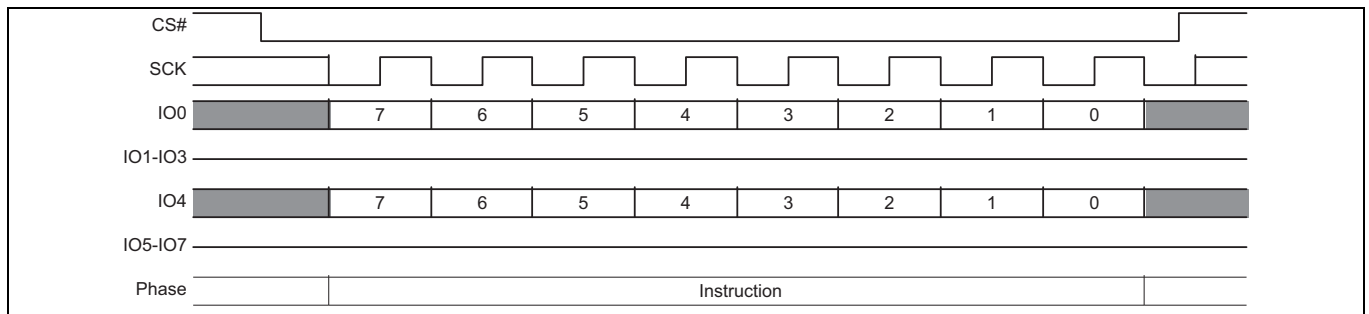 CS#
SCK
IO0 7 6 5 4 3 2 1 0
IO1-IO3
IO4 7 6 5 4 3 2 1 0
IO5-IO7
Phase Instruction